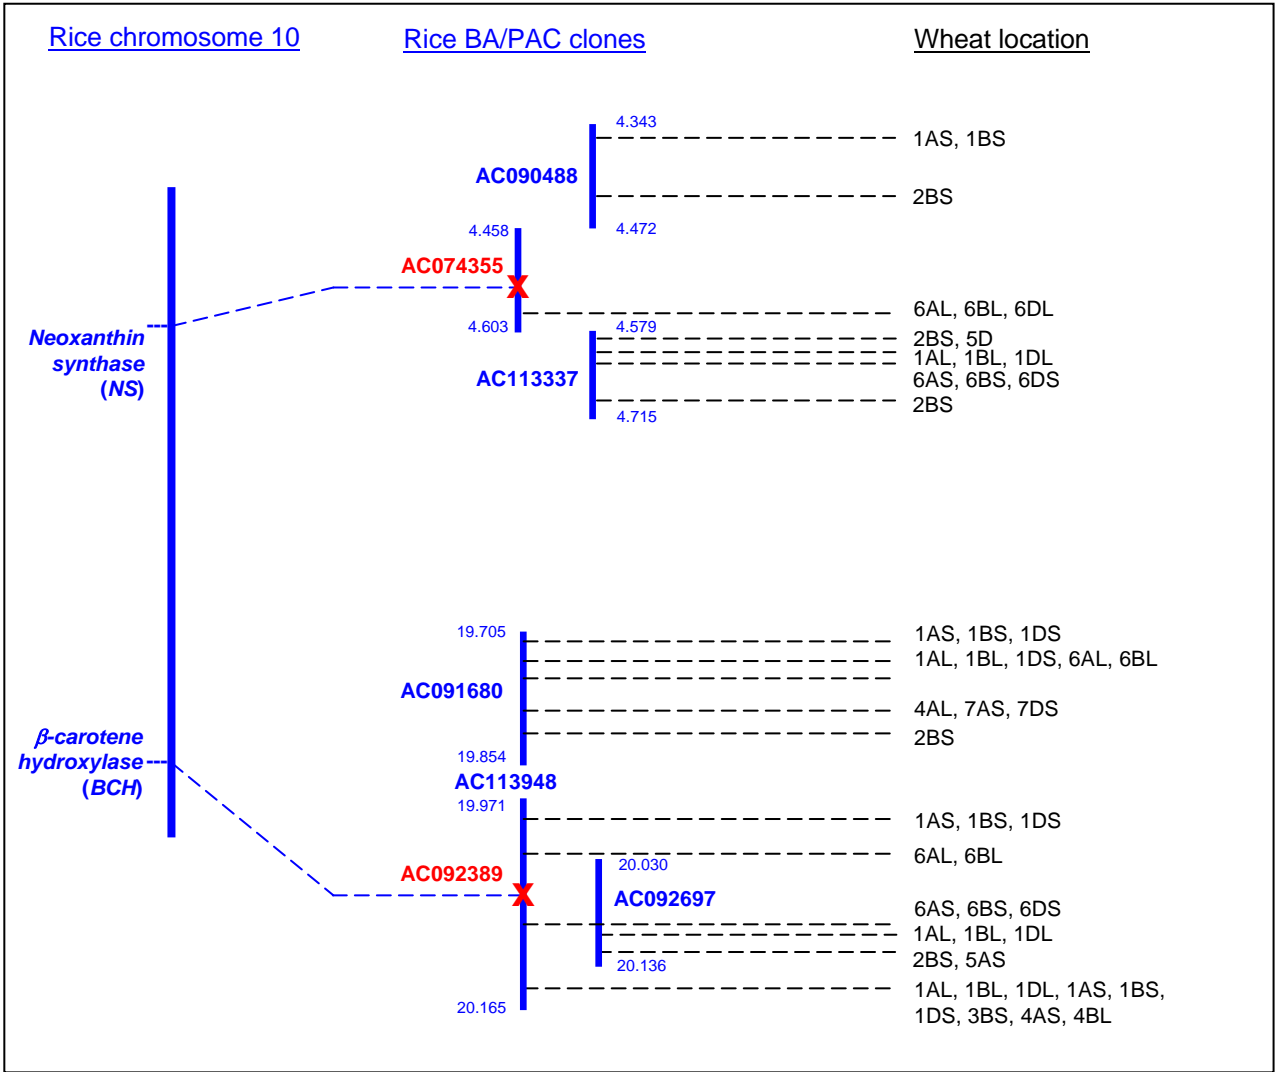 Rice chromosome 10
Rice BA/PAC clones
Wheat location
4.343
1AS, 1BS
AC090488
2BS
4.458
4.472
AC074355
X
6AL, 6BL, 6DL
4.603
4.579
2BS, 5D
Neoxanthin
synthase
(NS)
1AL, 1BL, 1DL
AC113337
6AS, 6BS, 6DS
2BS
4.715
19.705
1AS, 1BS, 1DS
1AL, 1BL, 1DS, 6AL, 6BL
AC091680
4AL, 7AS, 7DS
2BS
β-carotene
hydroxylase
(BCH)
19.854
AC113948
19.971
1AS, 1BS, 1DS
6AL, 6BL
20.030
AC092389
X
AC092697
6AS, 6BS, 6DS
1AL, 1BL, 1DL
2BS, 5AS
20.136
1AL, 1BL, 1DL, 1AS, 1BS,
1DS, 3BS, 4AS, 4BL
20.165